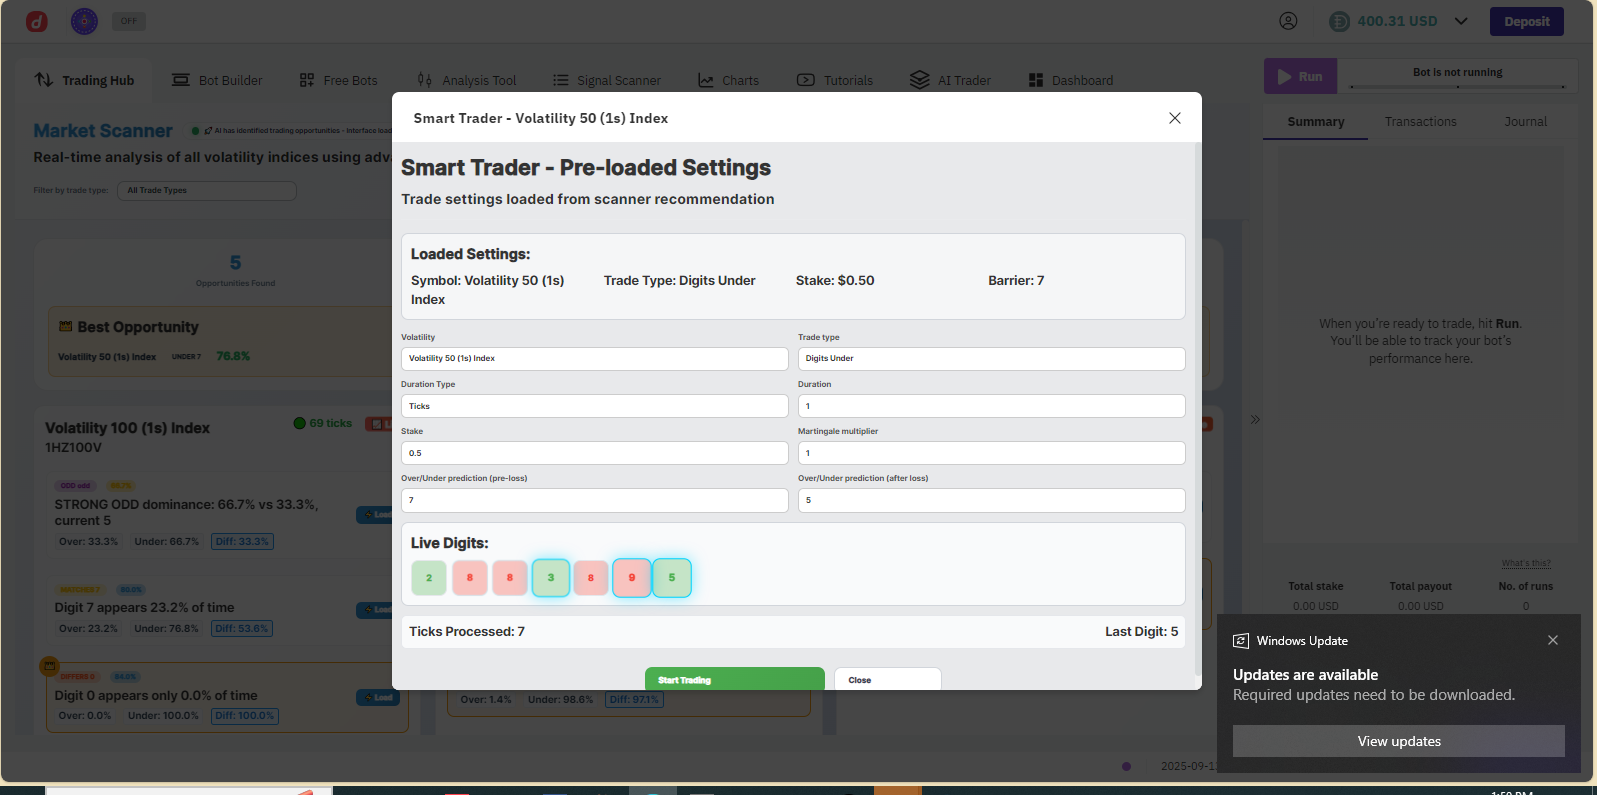 OFF
400.31 USD
Deposit
Trading Hub
Bot Builder
Free Bots
Analysis Tool
Signal Scanner
Charts
Tutorials
AI Trader
Dashboard
Run
Bot is not running
Market Scanner
AI has identified trading opportunities - Interface load
Real-time analysis of all volatility indices using adv
Filter by trade type:
All Trade Types
5
Opportunities Found
Best Opportunity
Volatility 50 (1s) Index
UNDER 7
76.8%
Volatility 100 (1s) Index
69 ticks
1HZ100V
ODD odd
66.7%
STRONG ODD dominance: 66.7% vs 33.3%,
current 5
Load
Over: 33.3%
Under: 66.7%
Diff: 33.3%
MATCHES 7
Digit 7 appears 23.2% of time
Load
Over: 23.2%
Under: 76.8%
Diff: 53.6%
DIFFERS 0
Digit 0 appears only 0.0% of time
Load
Over: 0.0%
Under: 100.0%
Diff: 100.0%
Over: 1.4%
Under: 98.6%
Diff: 97.1%
Smart Trader - Volatility 50 (1s) Index
Smart Trader - Pre-loaded Settings
Trade settings loaded from scanner recommendation
Loaded Settings:
Symbol: Volatility 50 (1s)
Index
Trade Type: Digits Under
Stake: $0.50
Barrier: 7
Volatility
Trade type
Volatility 50 (1s) Index
Digits Under
Duration Type
Duration
Ticks
1
Stake
Martingale multiplier
0.5
1
Over/Under prediction (pre-loss)
Over/Under prediction (after loss)
7
5
Live Digits:
2 8 8 3 8 9 5
Ticks Processed: 7
Last Digit: 5
Start Trading
Close
Summary
Transactions
Journal
When you're ready to trade, hit Run.
You'll be able to track your bot's
performance here.
What's this?
Total stake
Total payout
No. of runs
0.00 USD
0.00 USD
0
Windows Update
Updates are available
Required updates need to be downloaded.
View updates
2025-09-1
1:50 PM